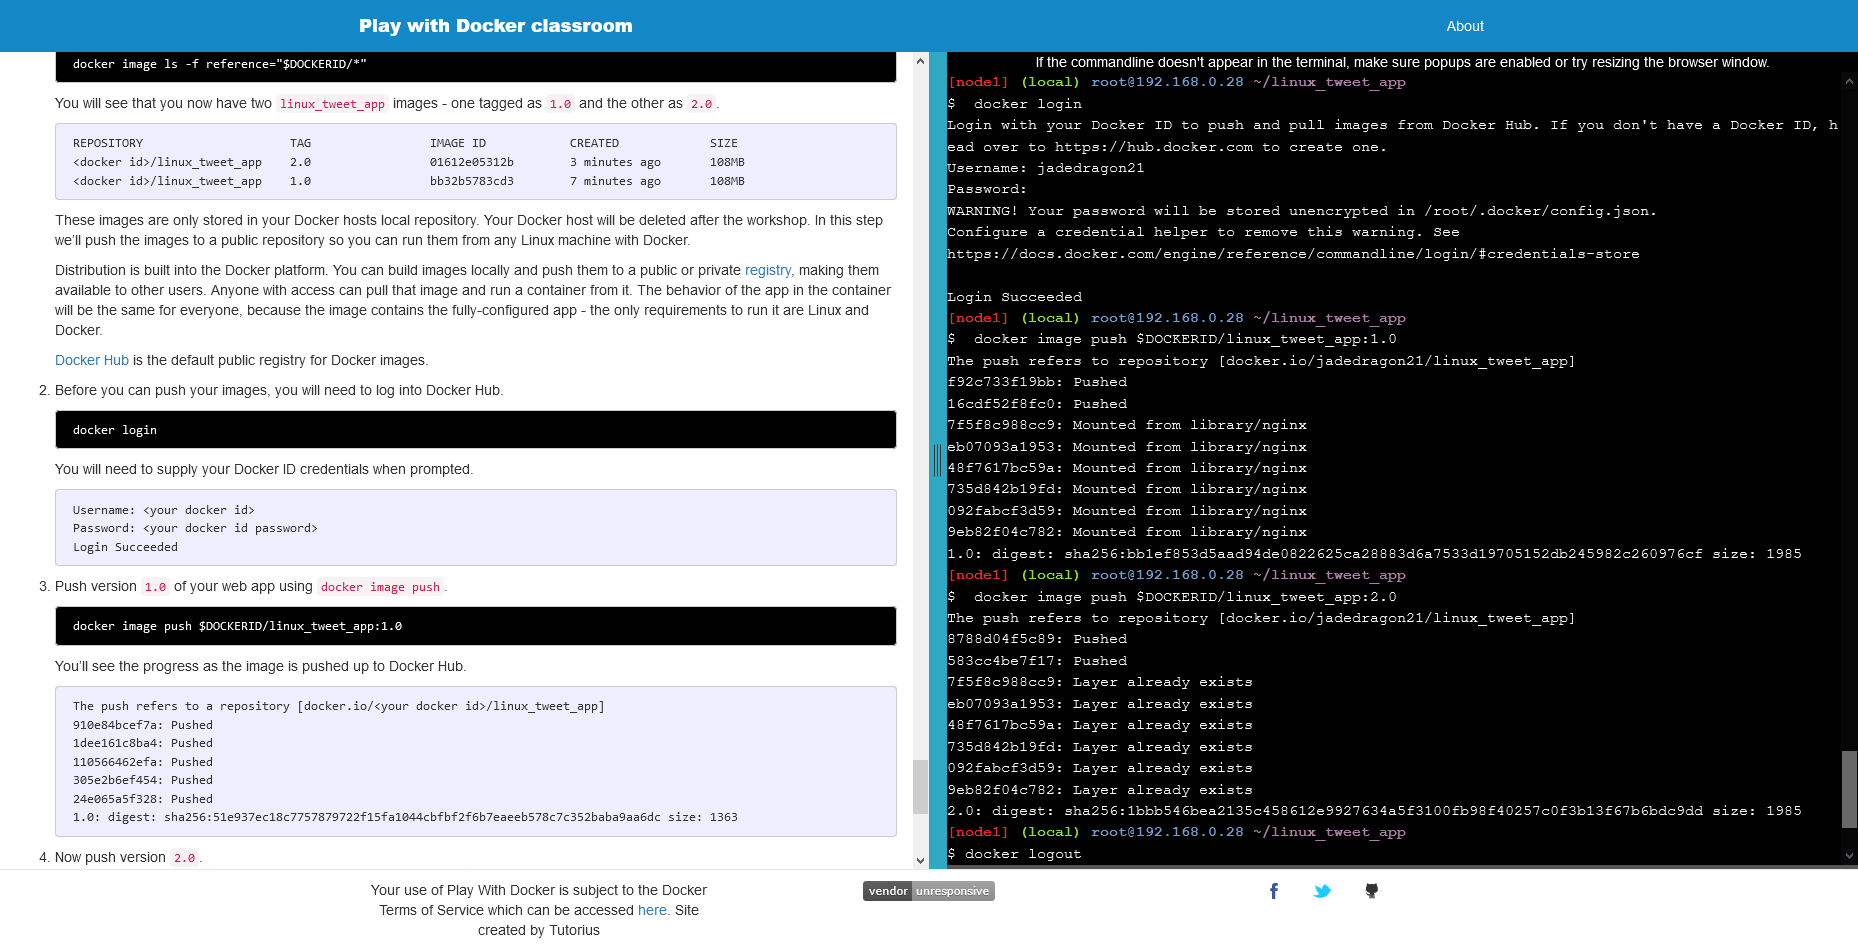 Play with Docker classroom
About
docker image ls -f reference="$DOCKERID/*"
You will see that you now have two linux_tweet_app images - one tagged as 1.0 and the other as 2.0.
REPOSITORY TAG IMAGE ID CREATED SIZE
<docker id>/linux_tweet_app 2.0 01612e05312b 3 minutes ago 108MB
<docker id>/linux_tweet_app 1.0 bb32b5783cd3 7 minutes ago 108MB
These images are only stored in your Docker hosts local repository. Your Docker host will be deleted after the workshop. In this step
we’ll push the images to a public repository so you can run them from any Linux machine with Docker.
Distribution is built into the Docker platform. You can build images locally and push them to a public or private registry, making them
available to other users. Anyone with access can pull that image and run a container from it. The behavior of the app in the container
will be the same for everyone, because the image contains the fully-configured app - the only requirements to run it are Linux and
Docker.
Docker Hub is the default public registry for Docker images.
2. Before you can push your images, you will need to log into Docker Hub.
docker login
You will need to supply your Docker ID credentials when prompted.
Username: <your docker id>
Password: <your docker id password>
Login Succeeded
3. Push version 1.0 of your web app using docker image push.
docker image push $DOCKERID/linux_tweet_app:1.0
You’ll see the progress as the image is pushed up to Docker Hub.
The push refers to a repository [docker.io/<your docker id>/linux_tweet_app]
910e84bcef7a: Pushed
1dee161c8ba4: Pushed
110566462efa: Pushed
305e2b6ef454: Pushed
24e065a5f328: Pushed
1.0: digest: sha256:51e937ec18c7757879722f15fa1044cbfbf2f6b7eaeeb578c7c352baba9aa6dc size: 1363
4. Now push version 2.0.
If the commandline doesn't appear in the terminal, make sure popups are enabled or try resizing the browser window.
[node1] (local) root@192.168.0.28 ~/linux_tweet_app
$ docker login
Login with your Docker ID to push and pull images from Docker Hub. If you don't have a Docker ID, h
ead over to https://hub.docker.com to create one.
Username: jadedragon21
Password:
WARNING! Your password will be stored unencrypted in /root/.docker/config.json.
Configure a credential helper to remove this warning. See
https://docs.docker.com/engine/reference/commandline/login/#credentials-store
Login Succeeded
[node1] (local) root@192.168.0.28 ~/linux_tweet_app
$ docker image push $DOCKERID/linux_tweet_app:1.0
The push refers to repository [docker.io/jadedragon21/linux_tweet_app]
f92c733f19bb: Pushed
16cdf52f8fc0: Pushed
7f5f8c988cc9: Mounted from library/nginx
eb07093a1953: Mounted from library/nginx
48f7617bc59a: Mounted from library/nginx
735d842b19fd: Mounted from library/nginx
092fabcf3d59: Mounted from library/nginx
9eb82f04c782: Mounted from library/nginx
1.0: digest: sha256:bb1ef853d5aad94de0822625ca28883d6a7533d19705152db245982c260976cf size: 1985
[node1] (local) root@192.168.0.28 ~/linux_tweet_app
$ docker image push $DOCKERID/linux_tweet_app:2.0
The push refers to repository [docker.io/jadedragon21/linux_tweet_app]
8788d04f5c89: Pushed
583cc4be7f17: Pushed
7f5f8c988cc9: Layer already exists
eb07093a1953: Layer already exists
48f7617bc59a: Layer already exists
735d842b19fd: Layer already exists
092fabcf3d59: Layer already exists
9eb82f04c782: Layer already exists
2.0: digest: sha256:1bbb546bea2135c458612e9927634a5f3100fb98f40257c0f3b13f67b6bdc9dd size: 1985
[node1] (local) root@192.168.0.28 ~/linux_tweet_app
$ docker logout
Your use of Play With Docker is subject to the Docker
Terms of Service which can be accessed here. Site
created by Tutorius
vendor unresponsive